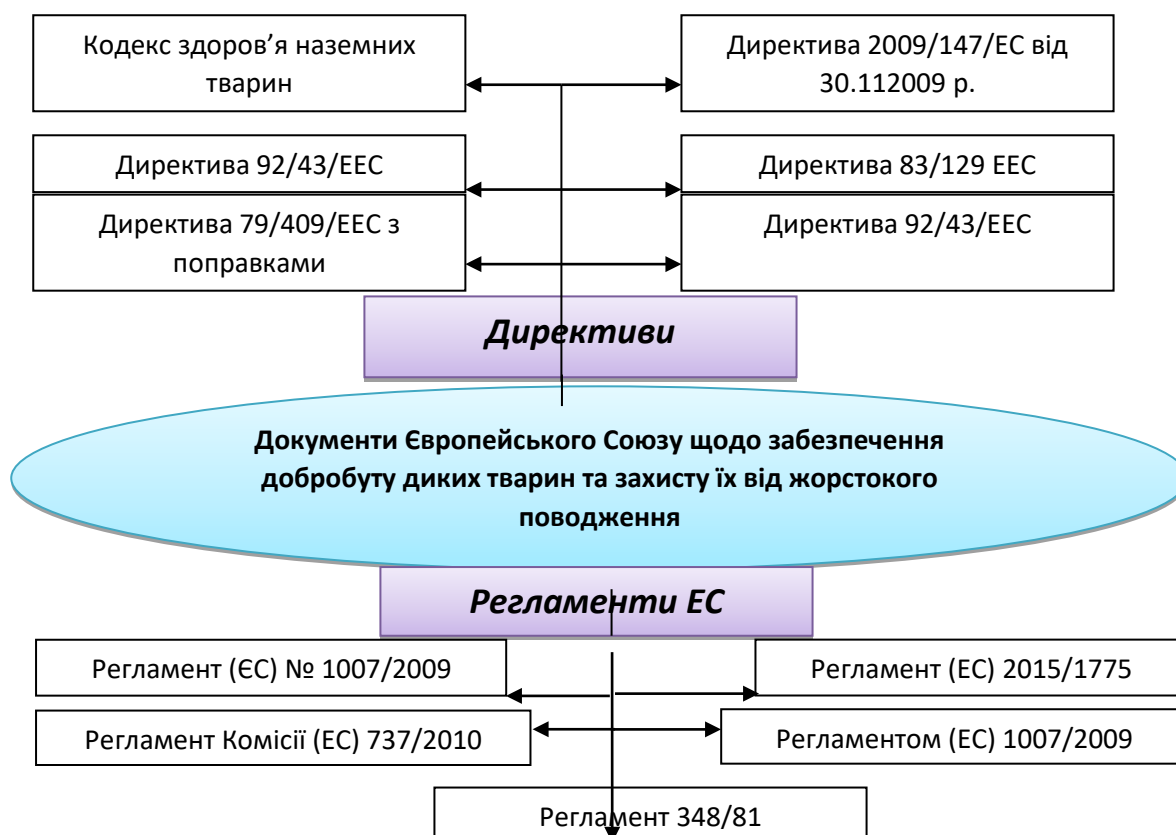 Кодекс здоров’я наземних
тварин
Директива 2009/147/ЕС від
30.112009 р.
Директива 92/43/ЕЕС
Директива 83/129 ЕЕС
Директива 79/409/ЕЕС з
поправками
Директива 92/43/ЕЕС
Директиви
Документи Європейського Союзу щодо забезпечення
добробуту диких тварин та захисту їх від жорстокого
поводження
Регламенти ЕС
Регламент (ЄС) № 1007/2009
Регламент (ЕС) 2015/1775
Регламент Комісії (ЕС) 737/2010
Регламентом (ЕС) 1007/2009
Регламент 348/81